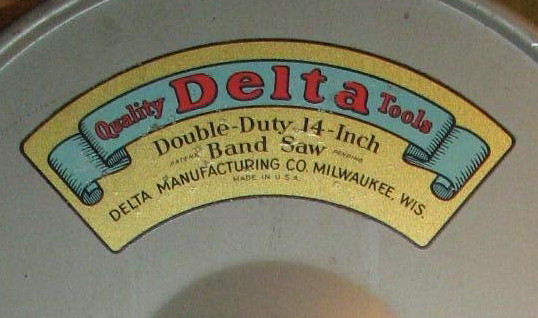 Quality Delta Tools
Double-Duty 14-Inch
Band Saw
PATENT PENDING
DELTA MANUFACTURING CO. MILWAUKEE, WIS.
MADE IN U.S.A.